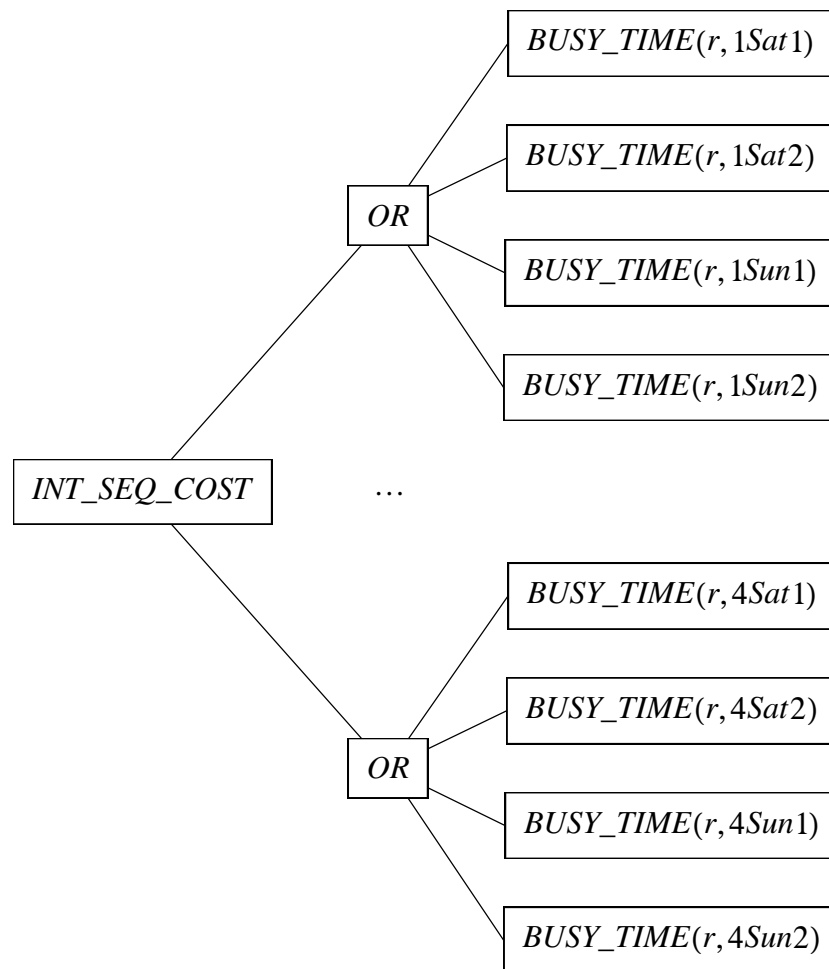 BUSY_TIME(r, 1Sat1)
BUSY_TIME(r, 1Sat2)
OR
BUSY_TIME(r, 1Sun1)
BUSY_TIME(r, 1Sun2)
INT_SEQ_COST
...
BUSY_TIME(r, 4Sat1)
BUSY_TIME(r, 4Sat2)
OR
BUSY_TIME(r, 4Sun1)
BUSY_TIME(r, 4Sun2)